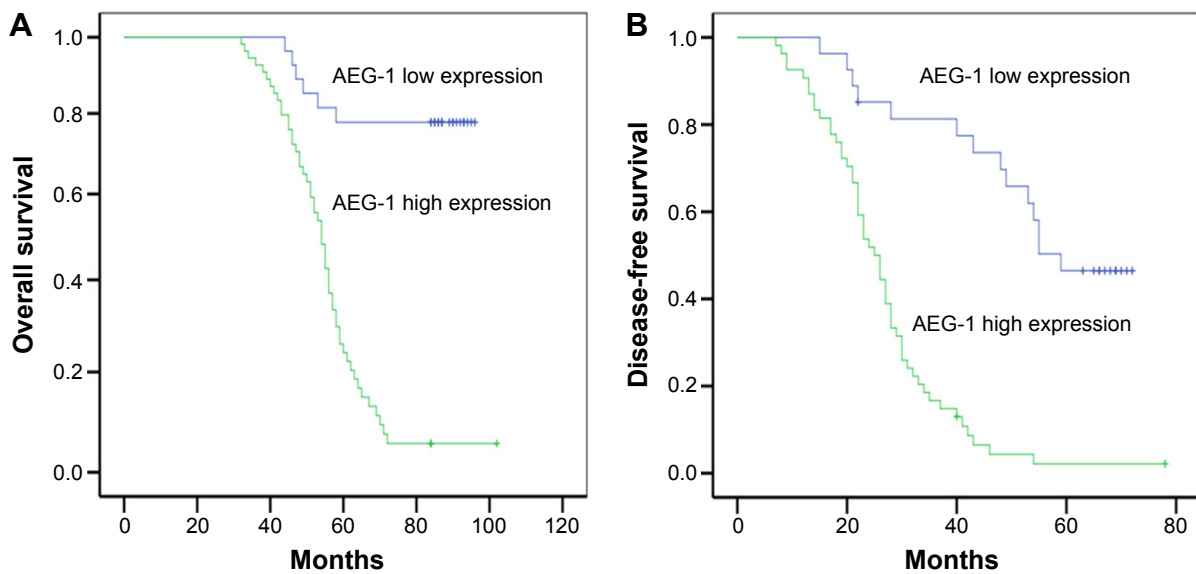 A
Overall survival
1.0
0.8
0.6
0.4
0.2
0.0
AEG-1 low expression
AEG-1 high expression
0 20 40 60 80 100 120
Months
B
Disease-free survival
1.0
0.8
0.6
0.4
0.2
0.0
AEG-1 low expression
AEG-1 high expression
0 20 40 60 80
Months